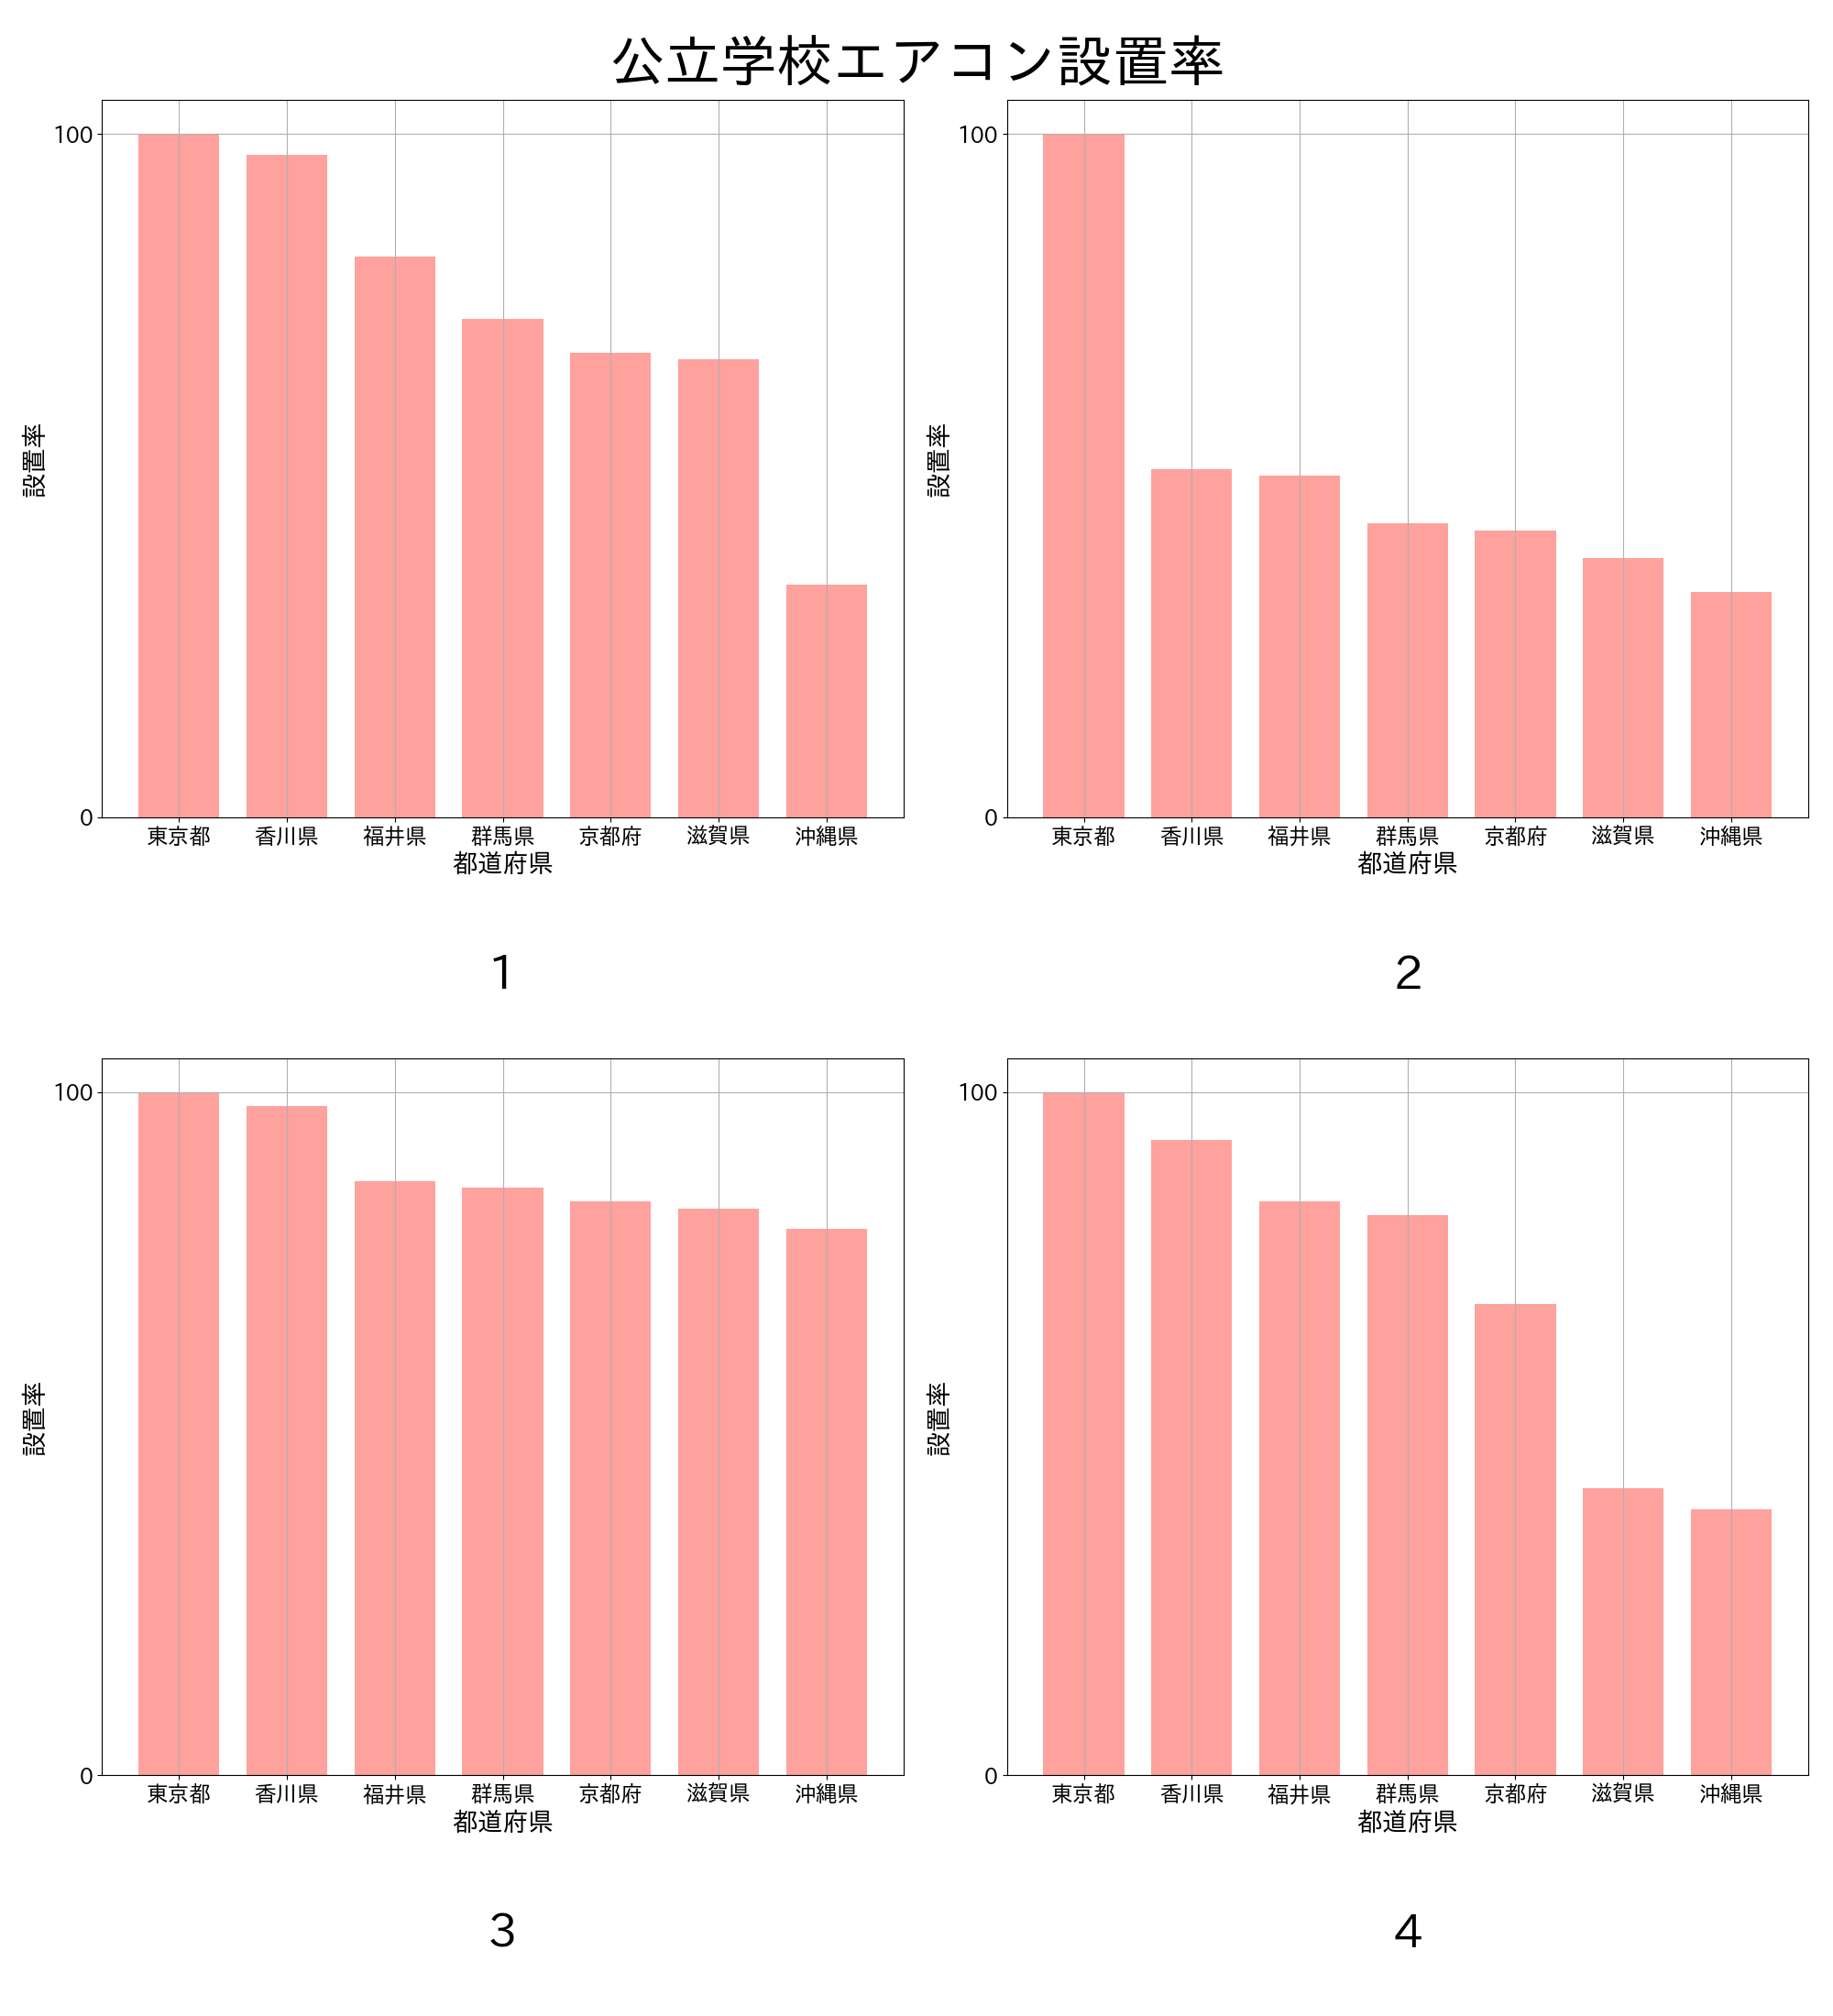 公立学校エアコン設置率
100
0
設置率
東京都 香川県 福井県 群馬県 京都府 滋賀県 沖縄県
都道府県
1
100
0
設置率
東京都 香川県 福井県 群馬県 京都府 滋賀県 沖縄県
都道府県
2
100
0
設置率
東京都 香川県 福井県 群馬県 京都府 滋賀県 沖縄県
都道府県
3
100
0
設置率
東京都 香川県 福井県 群馬県 京都府 滋賀県 沖縄県
都道府県
4